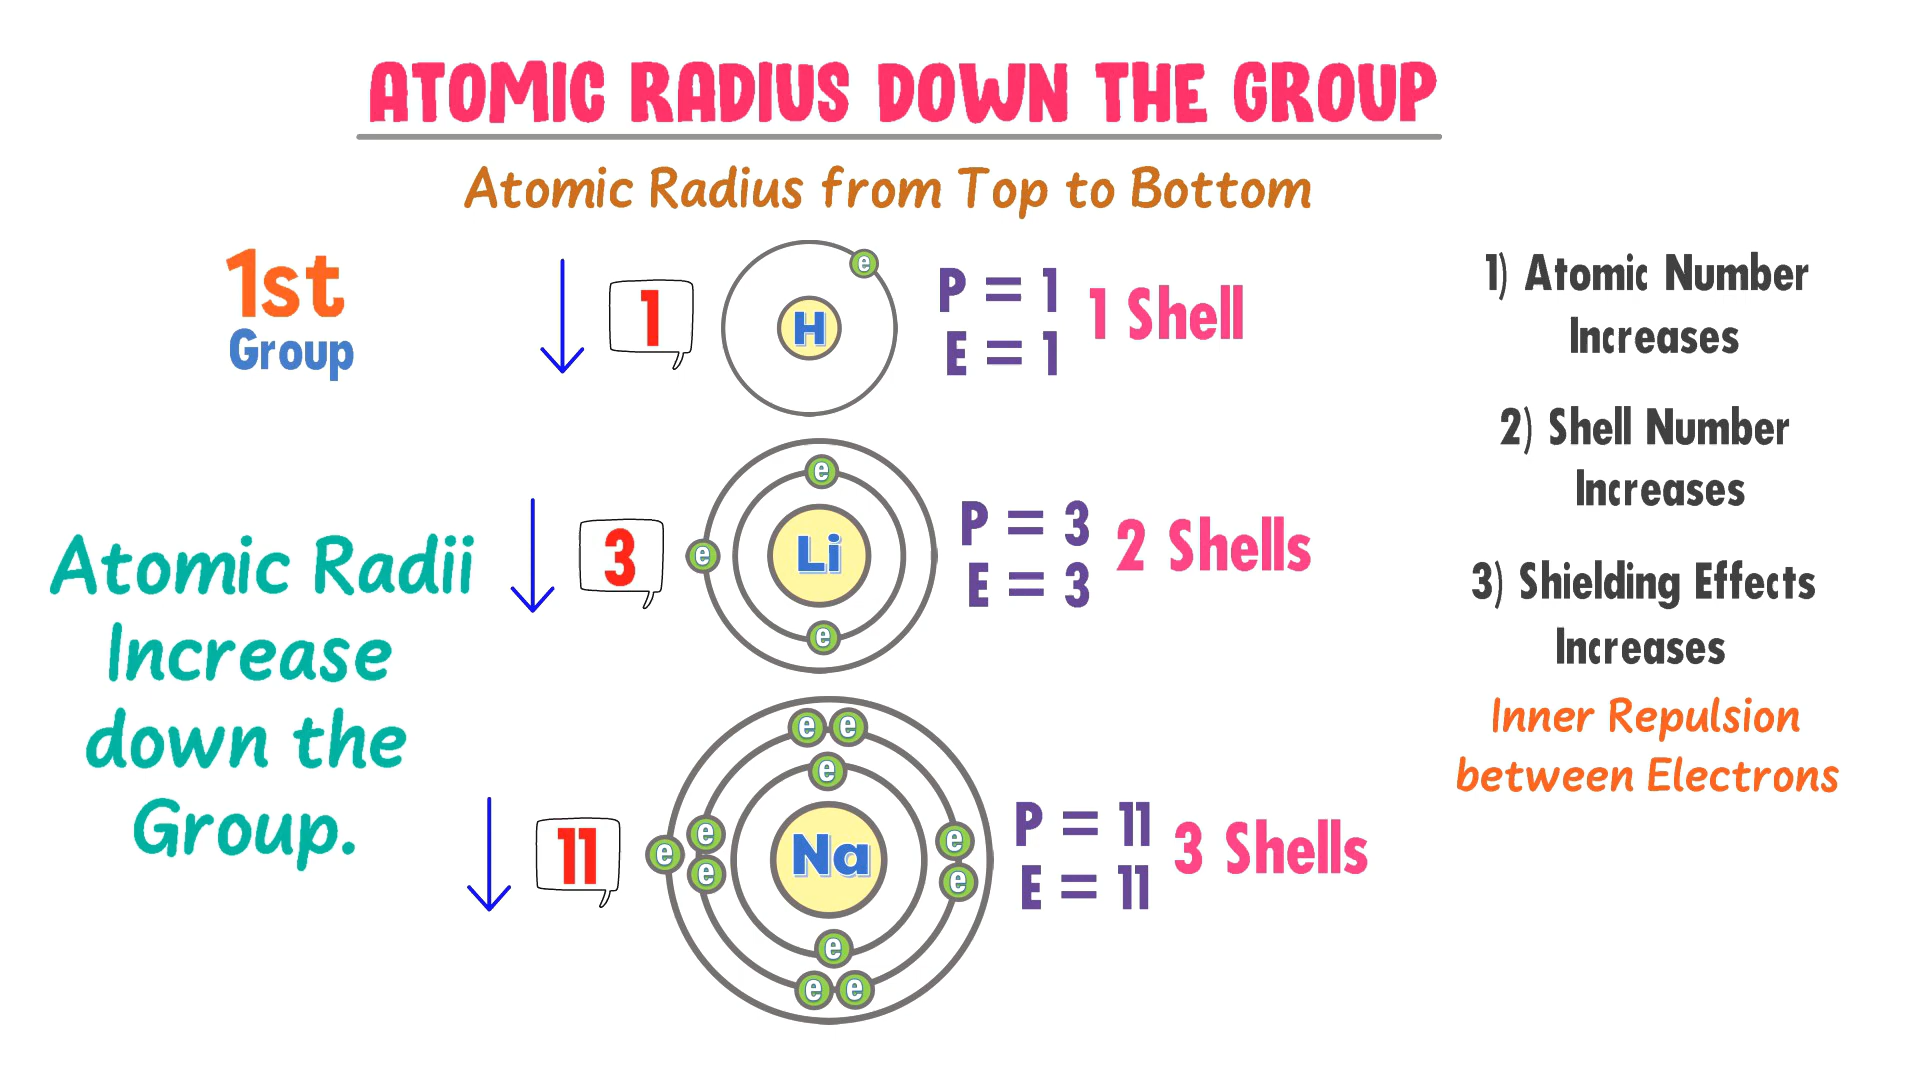 ATOMIC RADIUS DOWN THE GROUP
Atomic Radius from Top to Bottom
1st
Group
1
e
H
P = 1
E = 1
1 Shell
3
e
e
Li
e
P = 3
E = 3
2 Shells
11
e e
e
e
e
e
Na
e
e
e
e e
P = 11
E = 11
3 Shells
Atomic Radii
Increase
down the
Group.
1) Atomic Number
Increases
2) Shell Number
Increases
3) Shielding Effects
Increases
Inner Repulsion
between Electrons